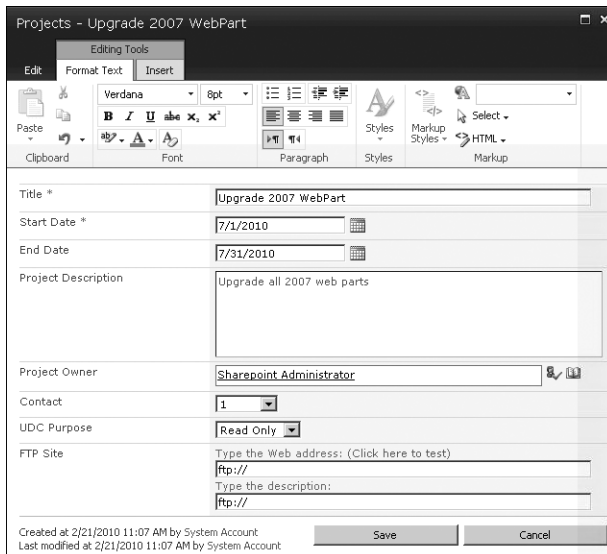 Projects - Upgrade 2007 WebPart
Editing Tools
Edit Format Text Insert
Verdana 8pt
B I U abc X₂ X²
Paste
Styles
Markup Styles
Select
HTML
Clipboard Font Paragraph Styles Markup
Title * Upgrade 2007 WebPart
Start Date * 7/1/2010
End Date 7/31/2010
Project Description Upgrade all 2007 web parts
Project Owner Sharepoint Administrator
Contact 1
UDC Purpose Read Only
FTP Site Type the Web address: (Click here to test)
ftp://
Type the description:
ftp://
Created at 2/21/2010 11:07 AM by System Account Save Cancel
Last modified at 2/21/2010 11:07 AM by System Account